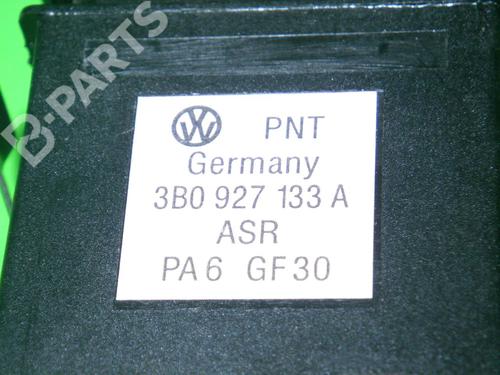 B-PARTS
PNT
Germany
3B0 927 133 A
ASR
PA6 GF30